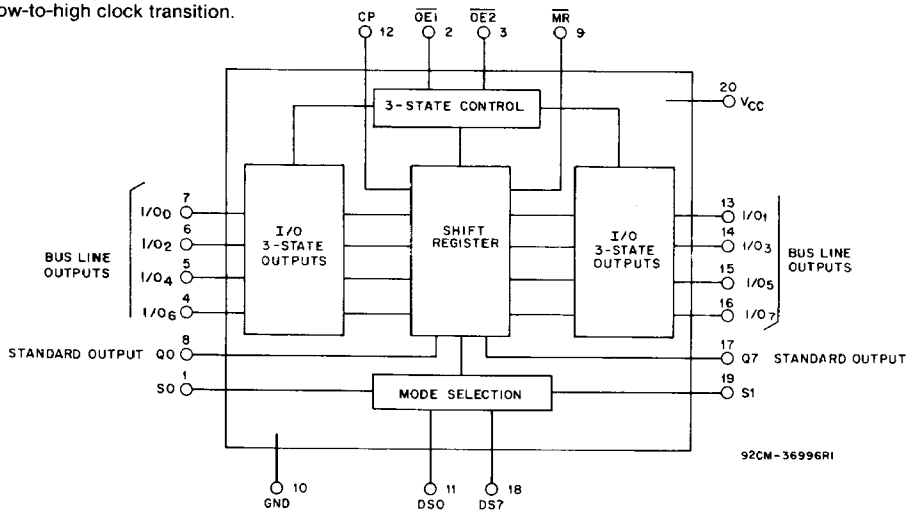 ow-to-high clock transition.
CP OE1 OE2 MR
12 2 3 9
20
VCC
3-STATE CONTROL
7 13
I/O0 I/O1
6 14
I/O2 I/O3
5 15
I/O4 I/O5
4 16
I/O6 I/O7
BUS LINE
OUTPUTS
I/O
3-STATE
OUTPUTS
SHIFT
REGISTER
I/O
3-STATE
OUTPUTS
BUS LINE
OUTPUTS
8 17
STANDARD OUTPUT Q0 Q7 STANDARD OUTPUT
1 19
S0 MODE SELECTION S1
92CM-36996R1
10 11 18
GND DS0 DS7